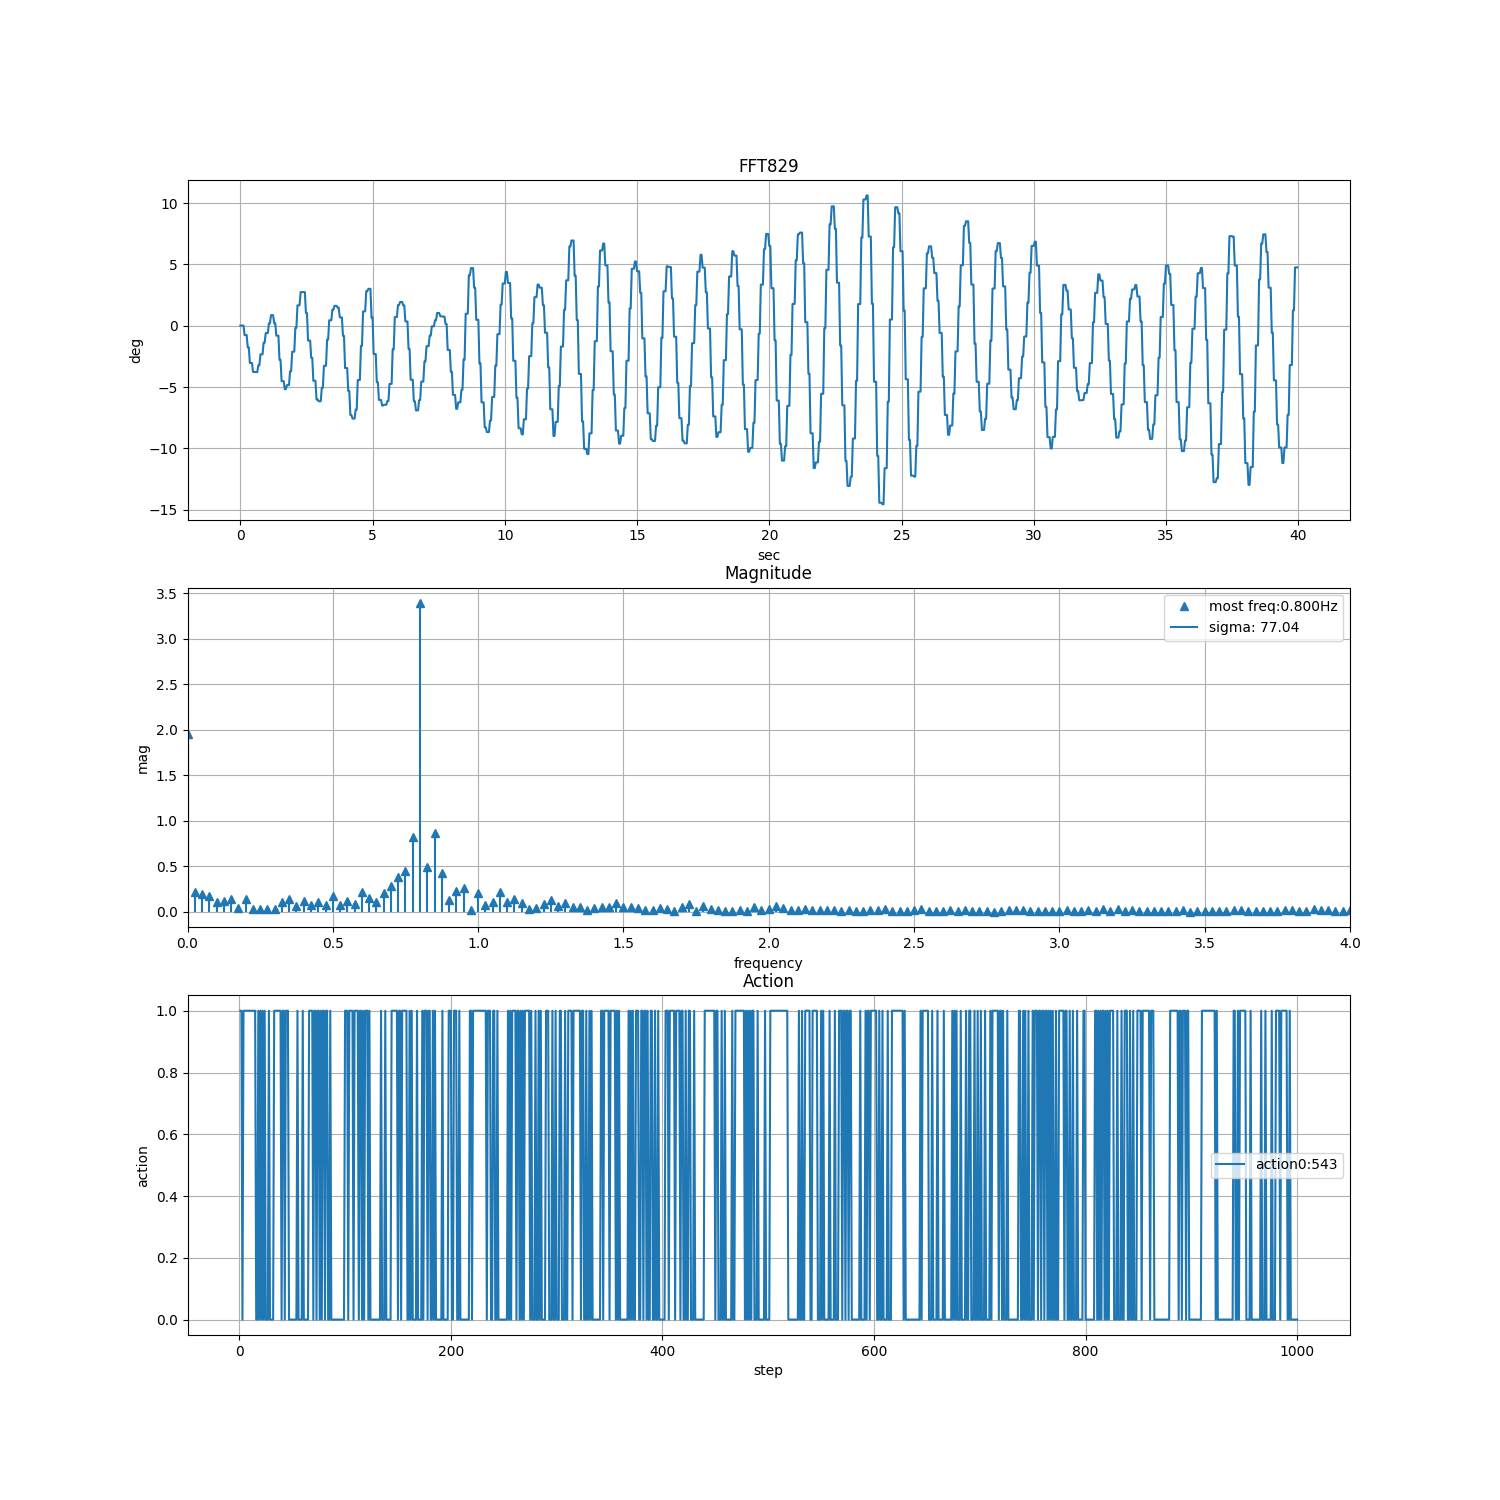 FFT829
10
5
0
−5
−10
−15
deg
0 5 10 15 20 25 30 35 40
sec
Magnitude
3.5
3.0
2.5
2.0
1.5
1.0
0.5
0.0
mag
most freq:0.800Hz
sigma: 77.04
0.0 0.5 1.0 1.5 2.0 2.5 3.0 3.5 4.0
frequency
Action
1.0
0.8
0.6
0.4
0.2
0.0
action
action0:543
0 200 400 600 800 1000
step